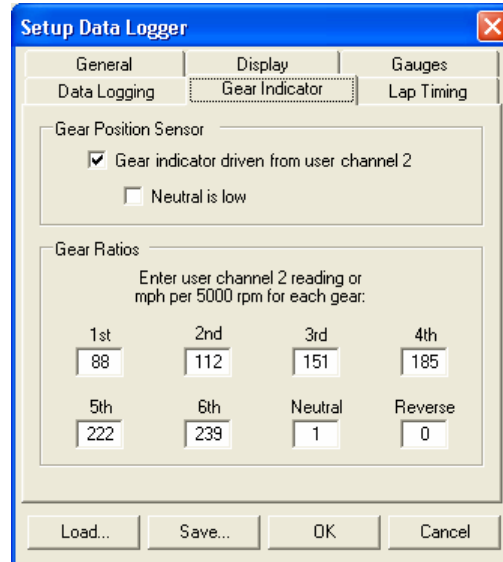 Setup Data Logger
General Display Gauges
Data Logging Gear Indicator Lap Timing
Gear Position Sensor
Gear indicator driven from user channel 2
Neutral is low
Gear Ratios
Enter user channel 2 reading or
mph per 5000 rpm for each gear:
1st 2nd 3rd 4th
88 112 151 185
5th 6th Neutral Reverse
222 239 1 0
Load... Save... OK Cancel